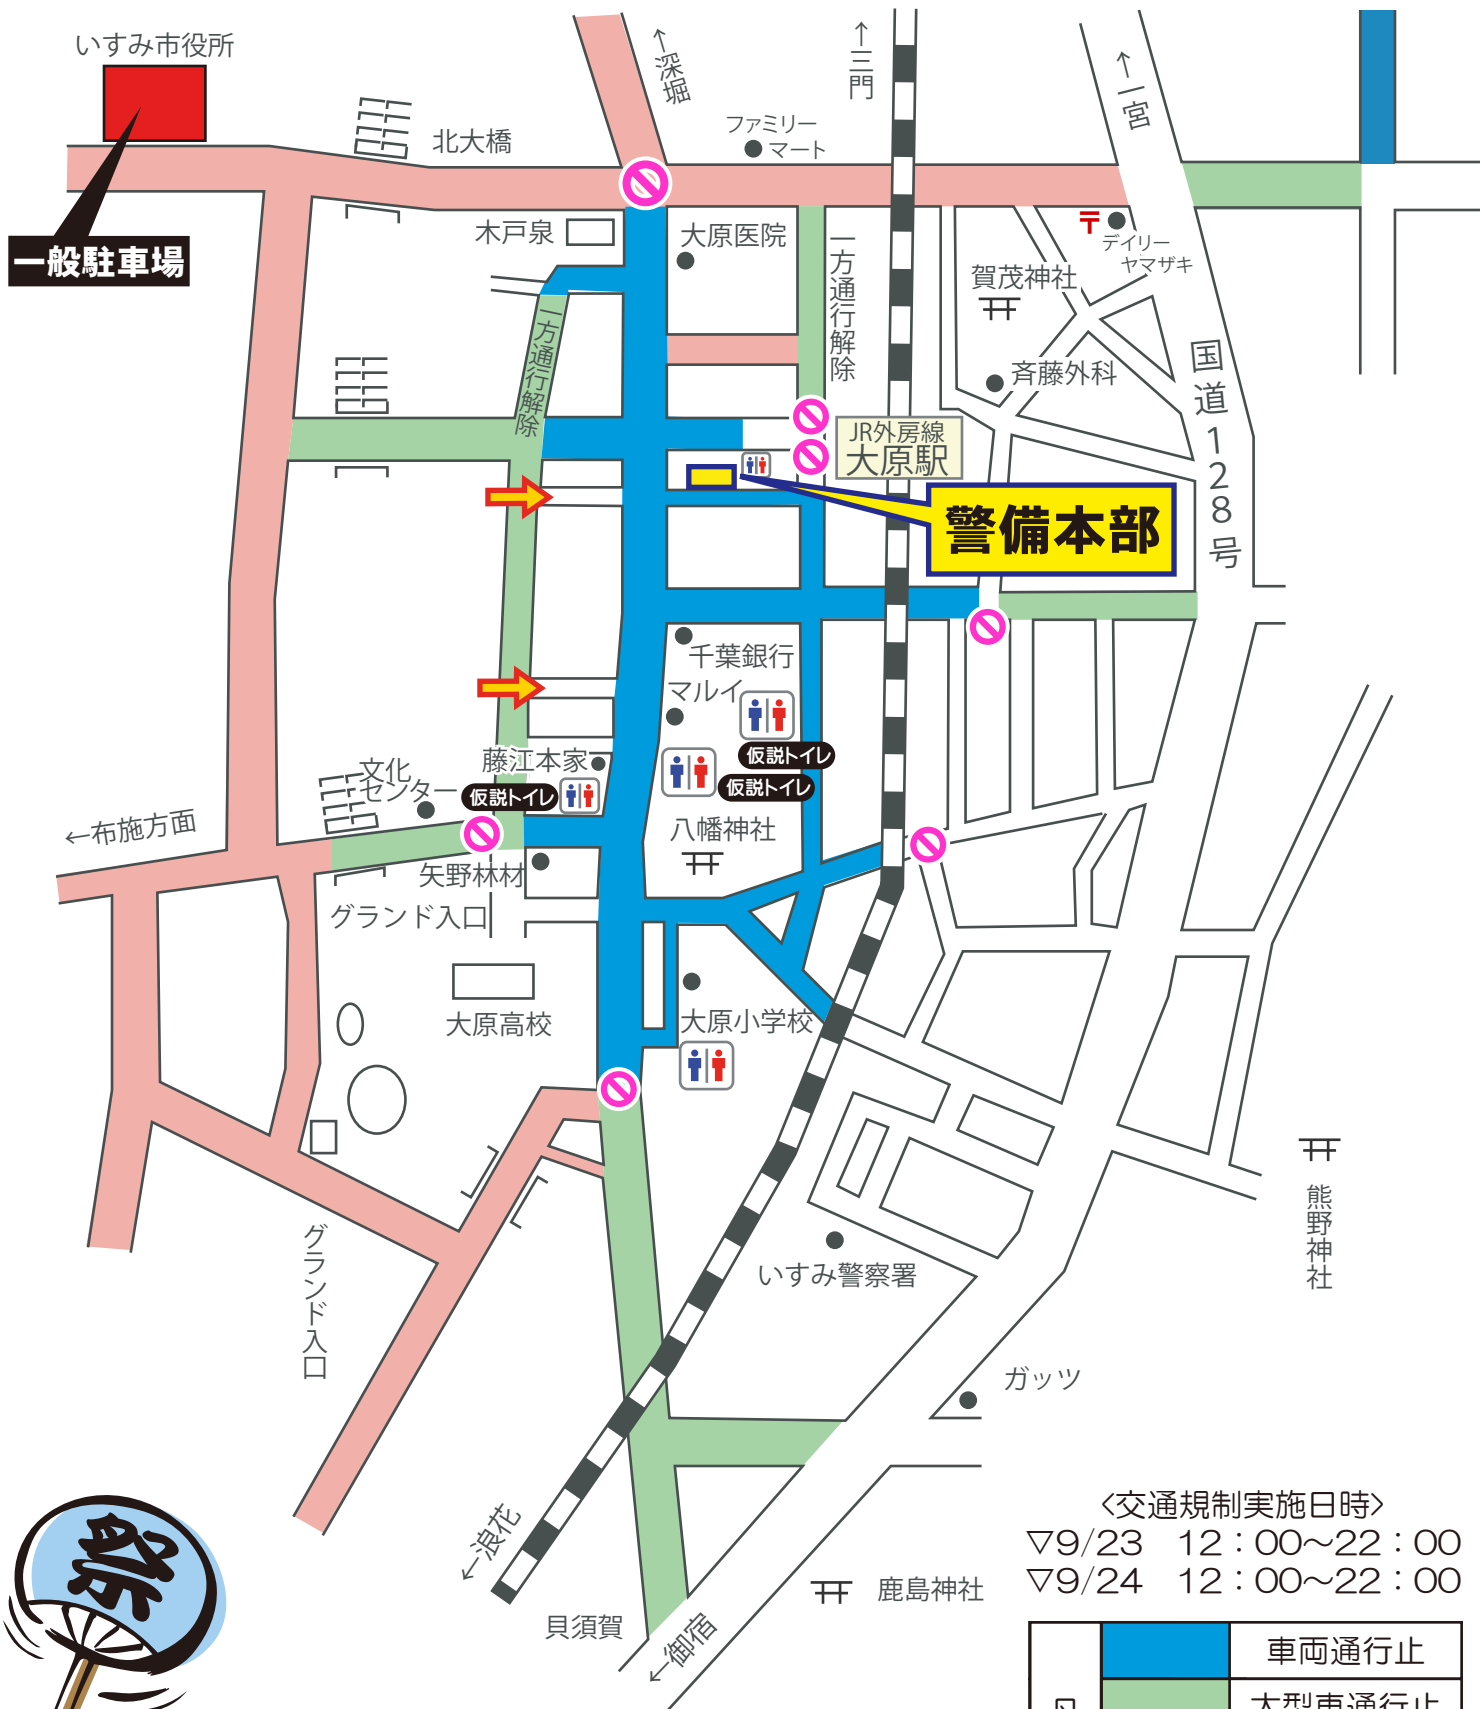 いすみ市役所
一般駐車場
北大橋
←深堀
←三門
←一宮
ファミリー
マート
木戸泉
大原医院
一方通行解除
一方通行解除
〒
デイリー
ヤマザキ
賀茂神社
斉藤外科
国道128号
JR外房線
大原駅
警備本部
千葉銀行
マルイ
仮説トイレ
仮説トイレ
藤江本家
仮説トイレ
文化
センター
←布施方面
八幡神社
矢野林材
グランド入口
大原高校
大原小学校
グランド入口
いすみ警察署
熊野神社
ガッツ
←浪花
貝須賀
←御宿
鹿島神社
祭
<交通規制実施日時>
▽9/23 12：00～22：00
▽9/24 12：00～22：00
車両通行止
大型車通行止